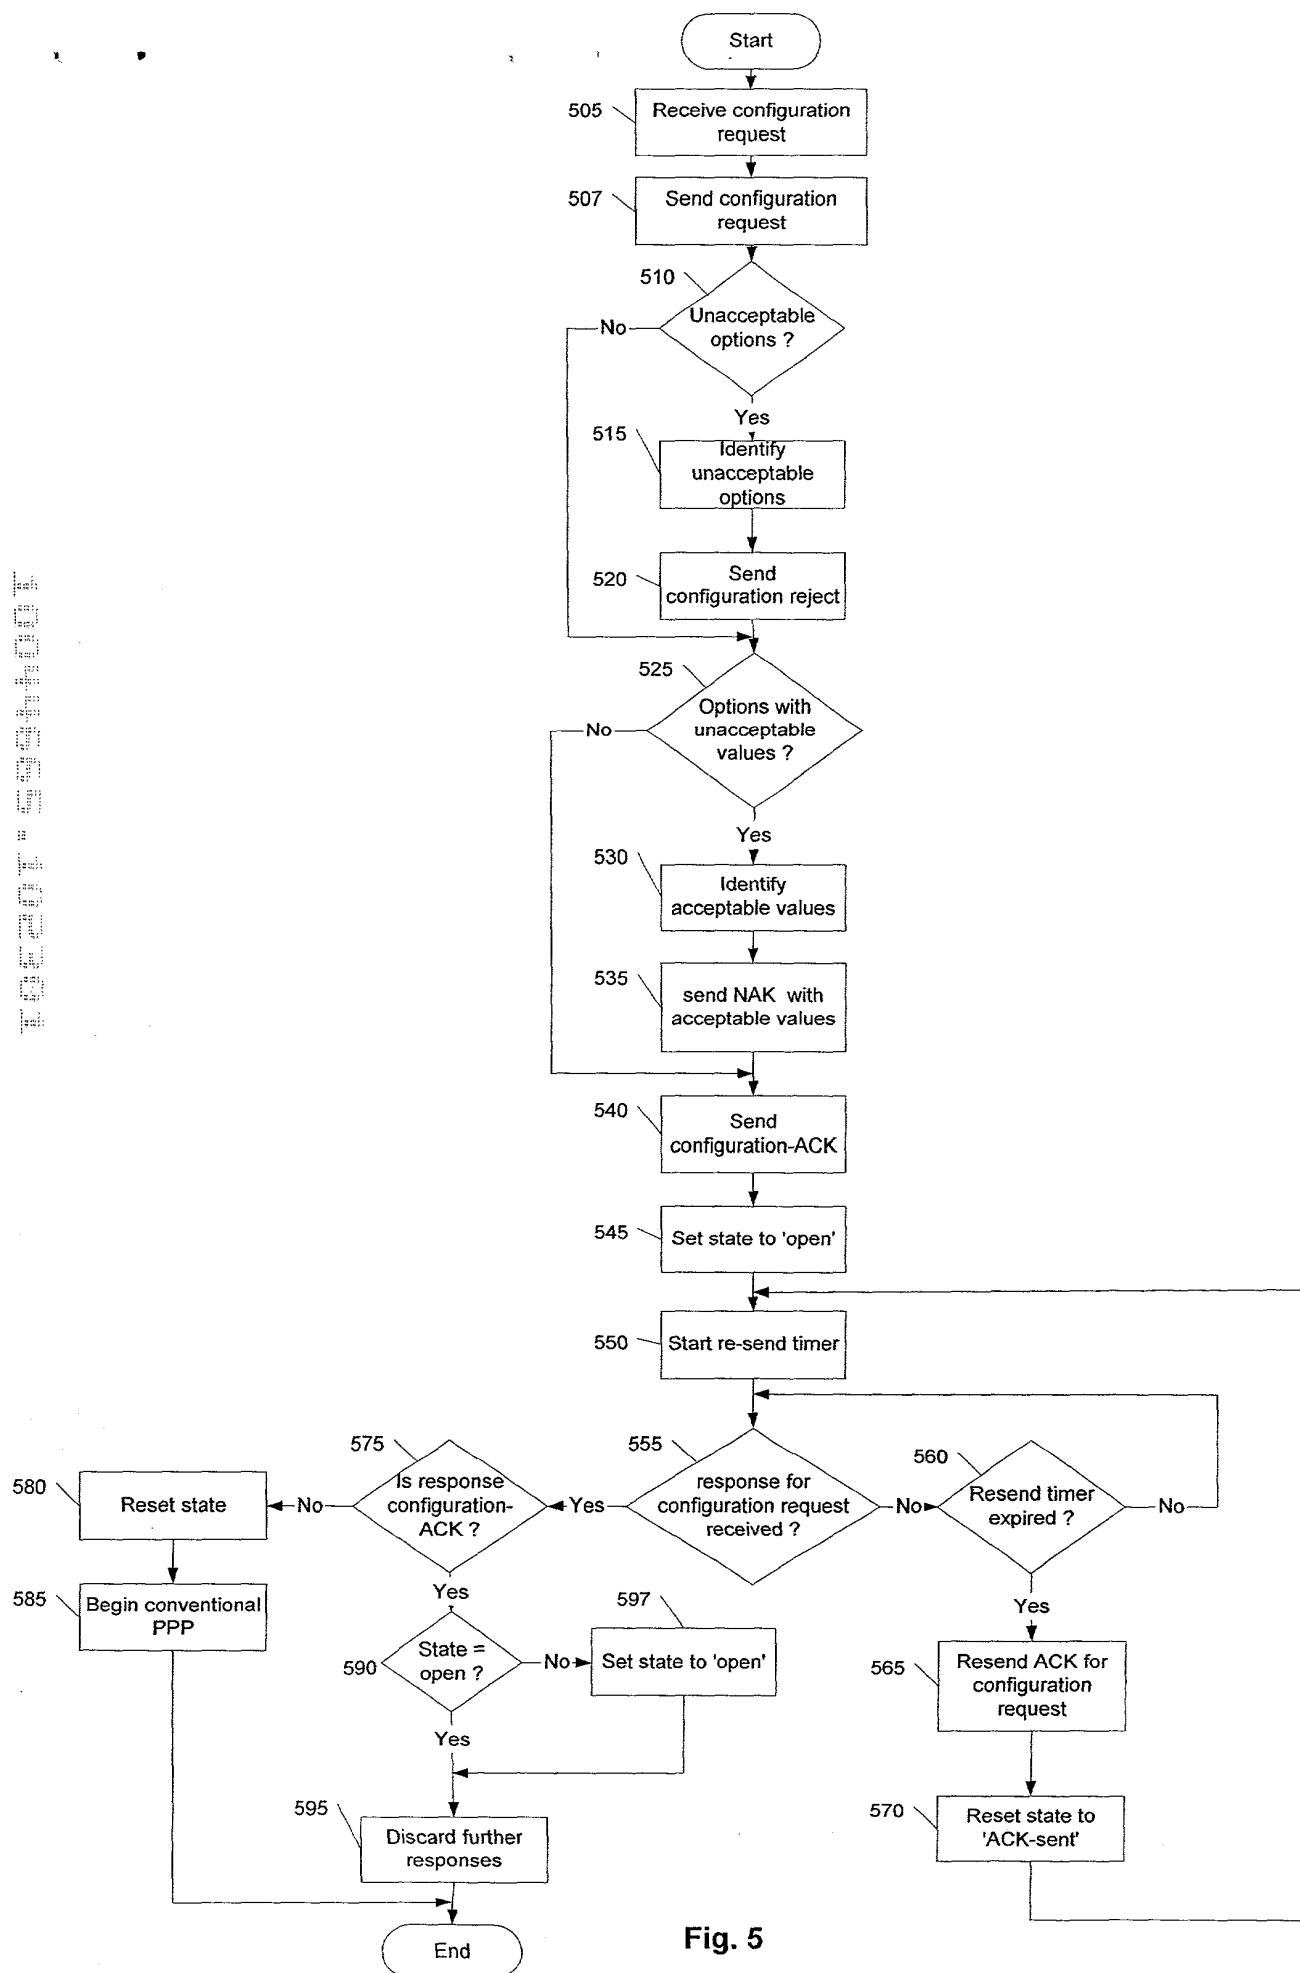 Start
505
Receive configuration
request
507
Send configuration
request
510
Unacceptable
options ?
No
Yes
515
Identify
unacceptable
options
520
Send
configuration reject
525
Options with
unacceptable
values ?
No
Yes
530
Identify
acceptable values
535
send NAK with
acceptable values
540
Send
configuration-ACK
545
Set state to 'open'
550
Start re-send timer
555
response for
configuration request
received ?
Yes
No
560
Resend timer
expired ?
No
Yes
565
Resend ACK for
configuration
request
570
Reset state to
'ACK-sent'
575
Is response
configuration-
ACK ?
No
Yes
580
Reset state
585
Begin conventional
PPP
590
State =
open ?
No
Yes
597
Set state to 'open'
595
Discard further
responses
End
Fig. 5